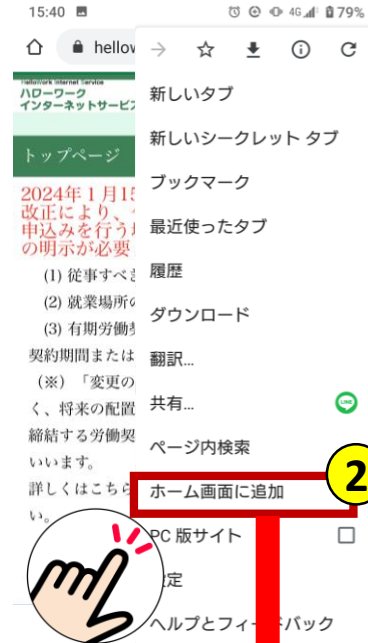 15:40
4G 79%
hellow
HelloWork Internet Service
ハローワーク
インターネットサービ
トップページ
2024年1月15
改正により、
申込みを行う
の明示が必要
(1) 従事すべき
(2) 就業場所の
(3) 有期労働契
契約期間または
（※）「変更の
く、将来の配置
締結する労働契
いいます。
詳しくはこちら
い。
新しいタブ
新しいシークレット タブ
ブックマーク
最近使ったタブ
履歴
ダウンロード
翻訳...
共有...
LINE
ページ内検索
ホーム画面に追加
2
PC 版サイト
定
ヘルプとフィードバック